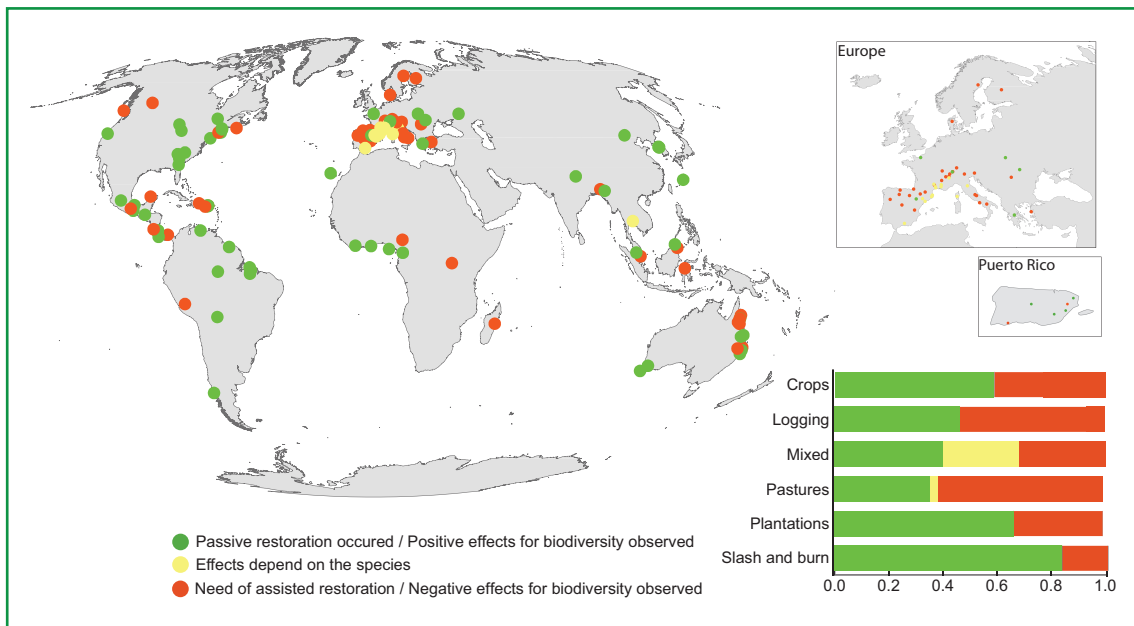 Europe
Puerto Rico
Crops
Logging
Mixed
Pastures
Plantations
Slash and burn
0.0 0.2 0.4 0.6 0.8 1.0
Passive restoration occured / Positive effects for biodiversity observed
Effects depend on the species
Need of assisted restoration / Negative effects for biodiversity observed